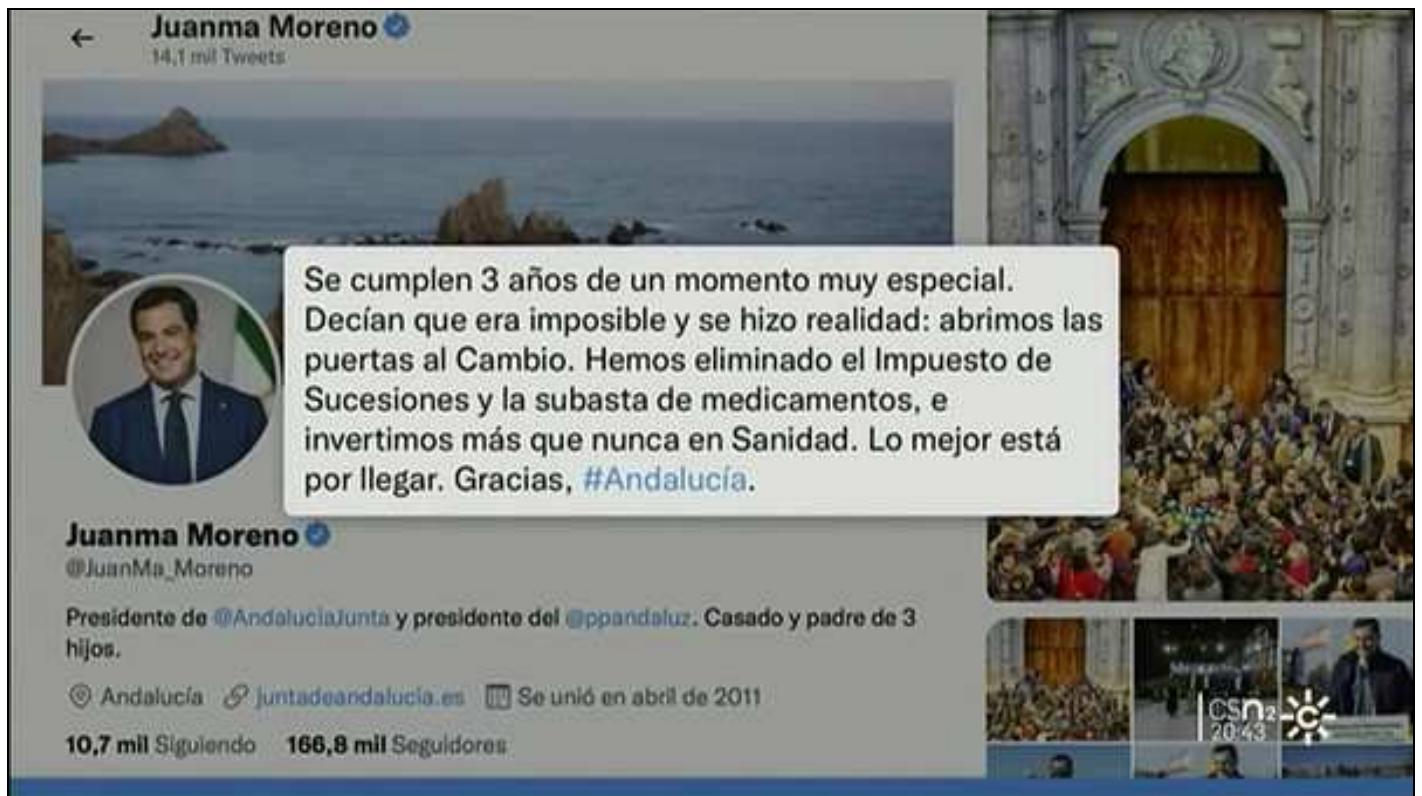 Juanma Moreno
14,1 mil Tweets
Se cumplen 3 años de un momento muy especial.
Decían que era imposible y se hizo realidad: abrimos las
puertas al Cambio. Hemos eliminado el Impuesto de
Sucesiones y la subasta de medicamentos, e
invertimos más que nunca en Sanidad. Lo mejor está
por llegar. Gracias, #Andalucía.
Juanma Moreno
@JuanMa_Moreno
Presidente de @AndaluciaJunta y presidente del @ppandaluz. Casado y padre de 3
hijos.
Andalucía juntadeandalucia.es Se unió en abril de 2011
10,7 mil Siguiendo 166,8 mil Seguidores
CSn2
20:43